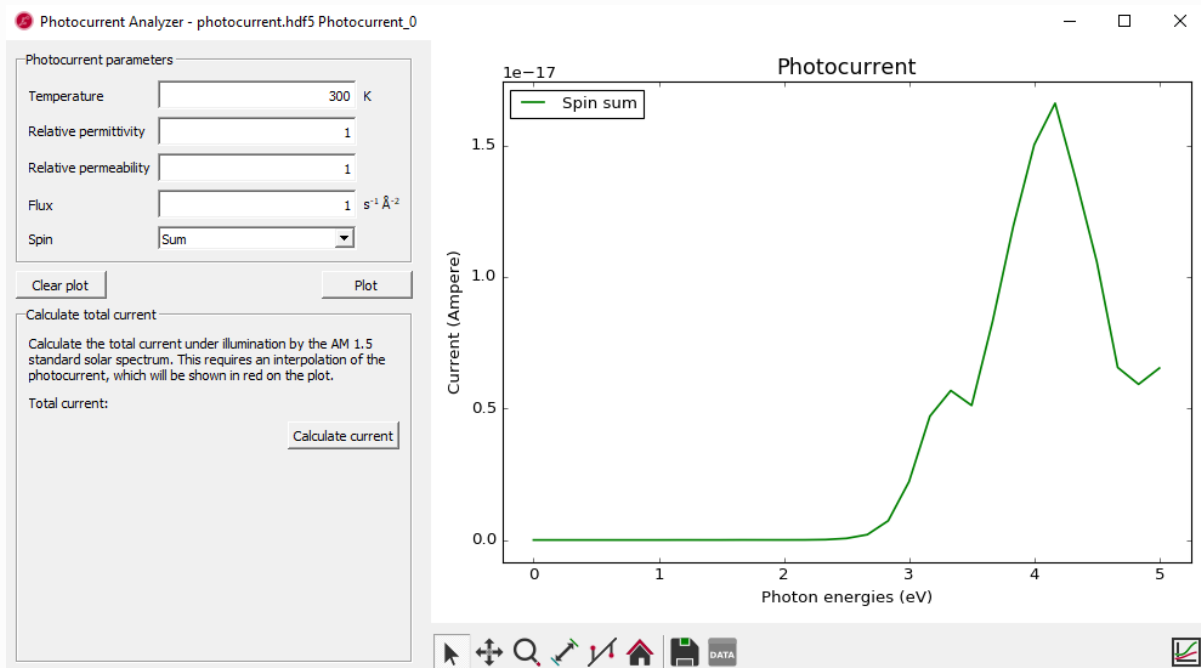 Photocurrent Analyzer - photocurrent.hdf5 Photocurrent_0
Photocurrent parameters
Temperature 300 K
Relative permittivity 1
Relative permeability 1
Flux 1 s⁻¹ Å⁻²
Spin Sum
Clear plot Plot
Calculate total current
Calculate the total current under illumination by the AM 1.5
standard solar spectrum. This requires an interpolation of the
photocurrent, which will be shown in red on the plot.
Total current:
Calculate current
Photocurrent
1e−17
Spin sum
1.5
1.0
0.5
0.0
Current (Ampere)
0 1 2 3 4 5
Photon energies (eV)
DATA